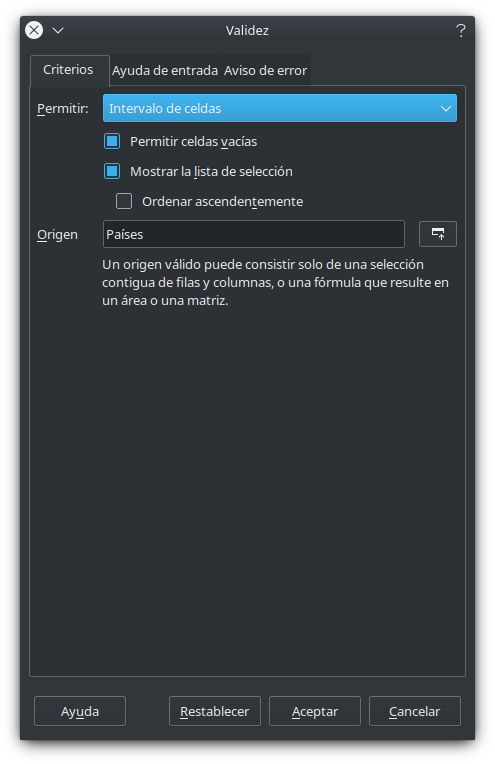 Validez
?
Criterios Ayuda de entrada Aviso de error
Permitir: Intervalo de celdas
Permitir celdas vacías
Mostrar la lista de selección
Ordenar ascendentemente
Origen Países
Un origen válido puede consistir solo de una selección
contigua de filas y columnas, o una fórmula que resulte en
un área o una matriz.
Ayuda Restablecer Aceptar Cancelar